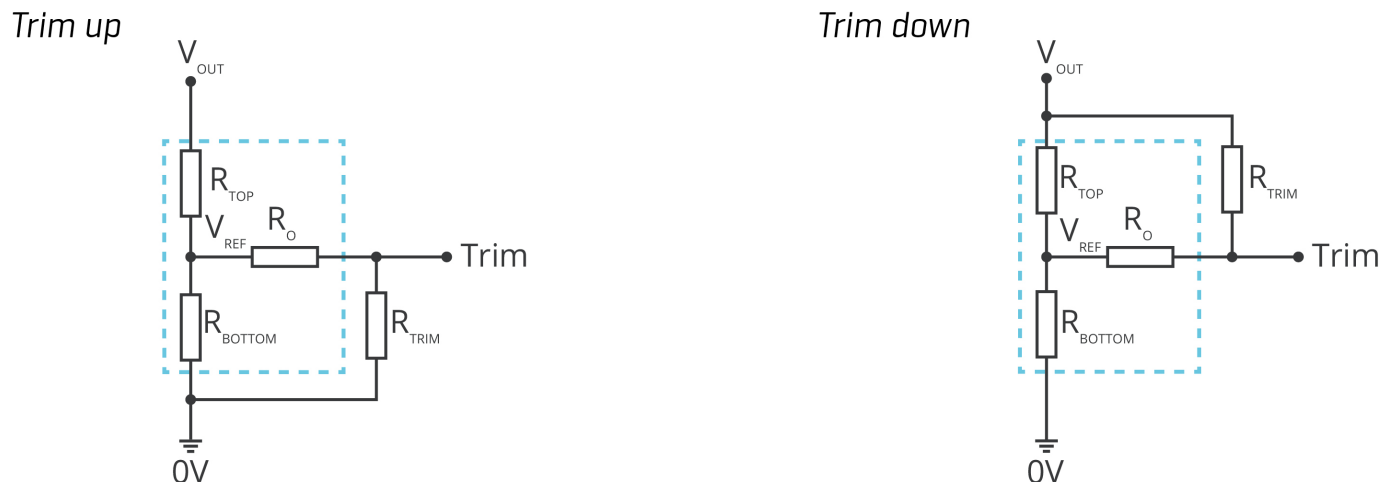 Trim up
V OUT
R TOP
V REF
R O
Trim
R BOTTOM
R TRIM
0V
Trim down
V OUT
R TOP
R TRIM
V REF
R O
Trim
R BOTTOM
0V